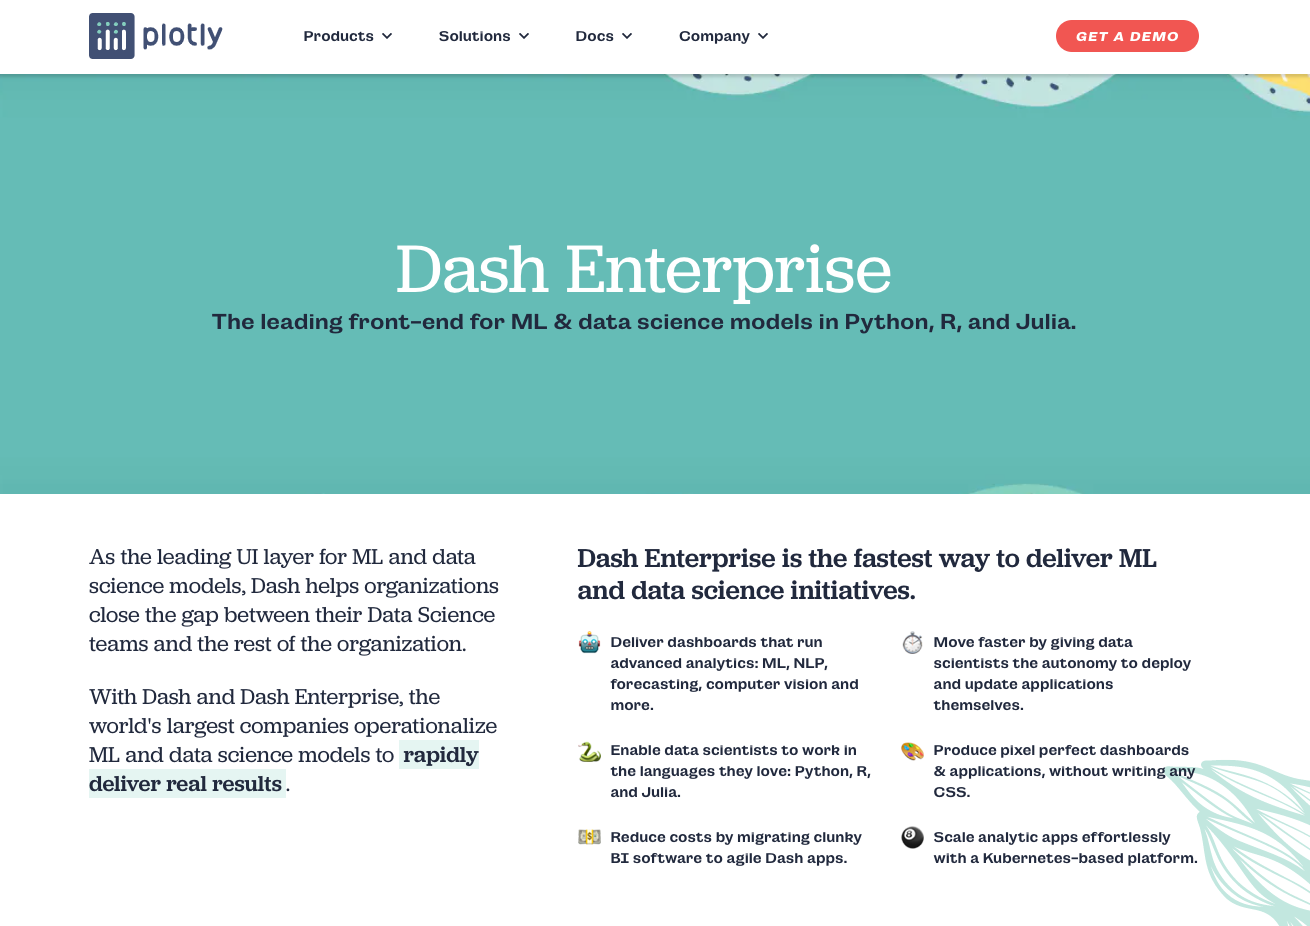 plotly
Products
Solutions
Docs
Company
GET A DEMO
Dash Enterprise
The leading front-end for ML & data science models in Python, R, and Julia.
As the leading UI layer for ML and data
science models, Dash helps organizations
close the gap between their Data Science
teams and the rest of the organization.
With Dash and Dash Enterprise, the
world's largest companies operationalize
ML and data science models to rapidly
deliver real results.
Dash Enterprise is the fastest way to deliver ML
and data science initiatives.
Deliver dashboards that run
advanced analytics: ML, NLP,
forecasting, computer vision and
more.
Move faster by giving data
scientists the autonomy to deploy
and update applications
themselves.
Enable data scientists to work in
the languages they love: Python, R,
and Julia.
Produce pixel perfect dashboards
& applications, without writing any
CSS.
Reduce costs by migrating clunky
BI software to agile Dash apps.
Scale analytic apps effortlessly
with a Kubernetes-based platform.